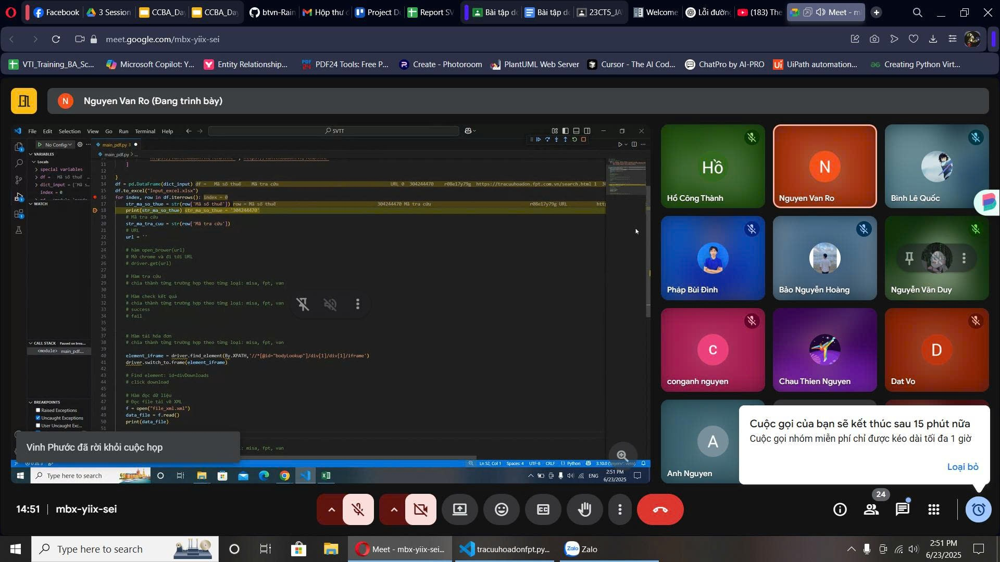 Facebook
3 Session
CCBA_Da
CCBA_Day
btvn-Rain
Hộp thư
Project Do
Report SV
Bài tập
Bài tập
23CT5_JA
Welcome
Lỗi đườn
(183) The
Meet - m
meet.google.com/mbx-yiix-sei
VTI_Training_BA_Sc...
Microsoft Copilot: Y...
Entity Relationship...
PDF24 Tools: Free P...
Create - Photoroom
PlantUML Web Server
Cursor - The AI Cod...
ChatPro by AI-PRO
UiPath automation...
Creating Python Virt...
N
Nguyen Van Ro (Đang trình bày)
File Edit Selection View Go Run Terminal Help
SVTT
No Config
main_pdf.py 3
VARIABLES
main_pdf.py > ...
Locals
special variables
df = Mã số thuế ...
dict_input = {'Mã s...
index = 0
WATCH
11 ]
12
13 }
14 df = pd.DataFrame(dict_input) df = Mã số thuế Mã tra cứu URL 0 304244470 r08e17y79g https://tracuuhoadon.fpt.com.vn/search.html 1
15 df.to_excel("Input_excel.xlsx")
16 for index, row in df.iterrows(): index = 0
17 str_ma_so_thue = str(row['Mã số thuế']) row = Mã số thuế 304244470 Mã tra cứu r08e17y79g URL
18 print(str_ma_so_thue) str_ma_so_thue = '304244470'
19 # Mã tra cứu
20 str_ma_tra_cuu = str(row['Mã tra cứu'])
21 # URL
22 url = ''
23
24 # hàm open_brower(url)
25 # Mở chrome và đi tới URL
26 # driver.get(url)
27
28 # Hàm tra cứu
29 # chia thành từng trường hợp theo từng loại: misa, fpt, van
30
31 # Hàm check kết quả
32 # chia thành từng trường hợp theo từng loại: misa, fpt, van
33 # success
34 # fail
35
36
37 # Hàm tải hóa đơn
38 # chia thành từng trường hợp theo từng loại: misa, fpt, van
39
40 element_iframe = driver.find_element(By.XPATH,'//*[@id="bodyLookup"]/div[1]/div[1]/iframe')
41 driver.switch_to.frame(element_iframe)
42
43 # Find element: id=divDownloads
44 # click download
45
46 # Hàm đọc dữ liệu
47 # Đọc file tải về XML
48 f = open("file_xml.xml")
49 data_file = f.read()
50 print(data_file)
51
: misa, fpt, van
CALL STACK Paused on brea...
<module> main_pdf....
BREAKPOINTS
Raised Exceptions
Uncaught Exceptions
User Uncaught Exc...
Ln 52, Col 1 Spaces: 4 UTF-8 CRLF Python 3.10.0 ('myenv': venv)
Type here to search
ENG
2:51 PM
6/23/2025
Hồ
Hồ Công Thành
N
Nguyen Van Ro
Bình Lê Quốc
Pháp Bùi Đình
Bảo Nguyễn Hoàng
Nguyễn Văn Duy
c
conganh nguyen
Chau Thien Nguyen
D
Dat Vo
A
Anh Nguyen
Cuộc gọi của bạn sẽ kết thúc sau 15 phút nữa
Cuộc gọi nhóm miễn phí chỉ được kéo dài tối đa 1 giờ
Loại bỏ
Vinh Phước đã rời khỏi cuộc họp
14:51
mbx-yiix-sei
24
Type here to search
Meet - mbx-yiix-sei...
tracuuhoadonfpt.py...
Zalo
Zalo
2:51 PM
6/23/2025